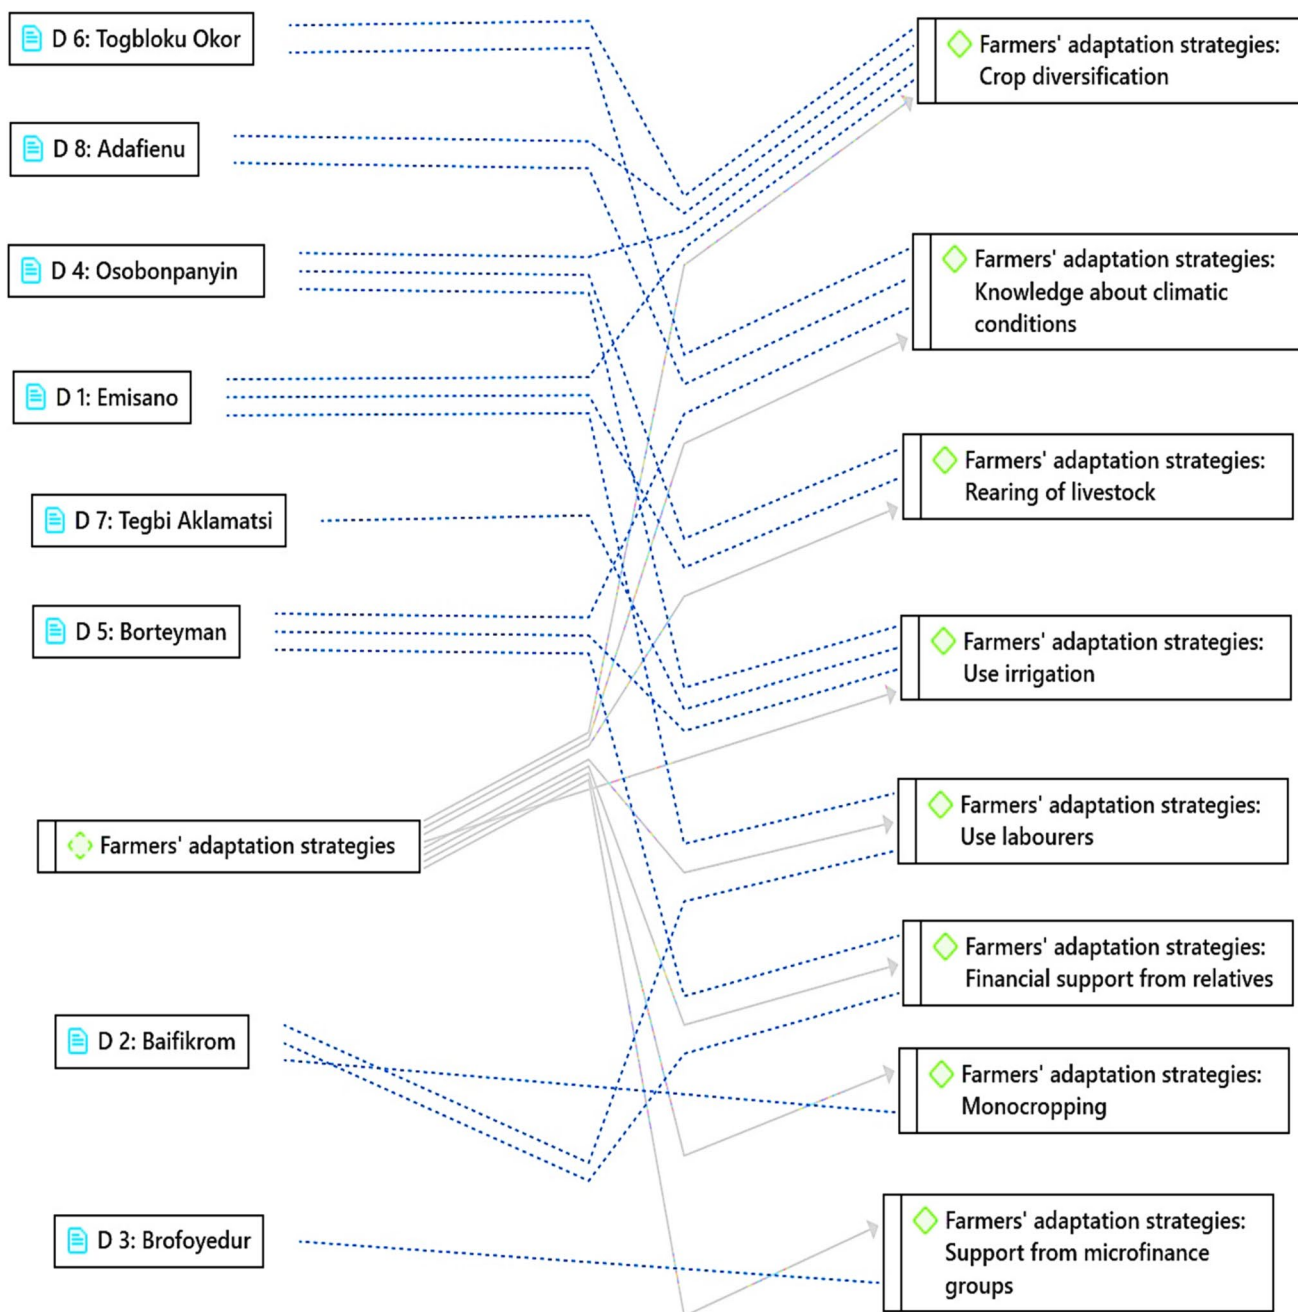 D 6: Togbloku Okor
D 8: Adafienu
D 4: Osobonpanyin
D 1: Emisano
D 7: Tegbi Aklamatsi
D 5: Borteyman
Farmers' adaptation strategies
D 2: Baifikrom
D 3: Brofoyedur
Farmers' adaptation strategies:
Crop diversification
Farmers' adaptation strategies:
Knowledge about climatic
conditions
Farmers' adaptation strategies:
Rearing of livestock
Farmers' adaptation strategies:
Use irrigation
Farmers' adaptation strategies:
Use labourers
Farmers' adaptation strategies:
Financial support from relatives
Farmers' adaptation strategies:
Monocropping
Farmers' adaptation strategies:
Support from microfinance
groups